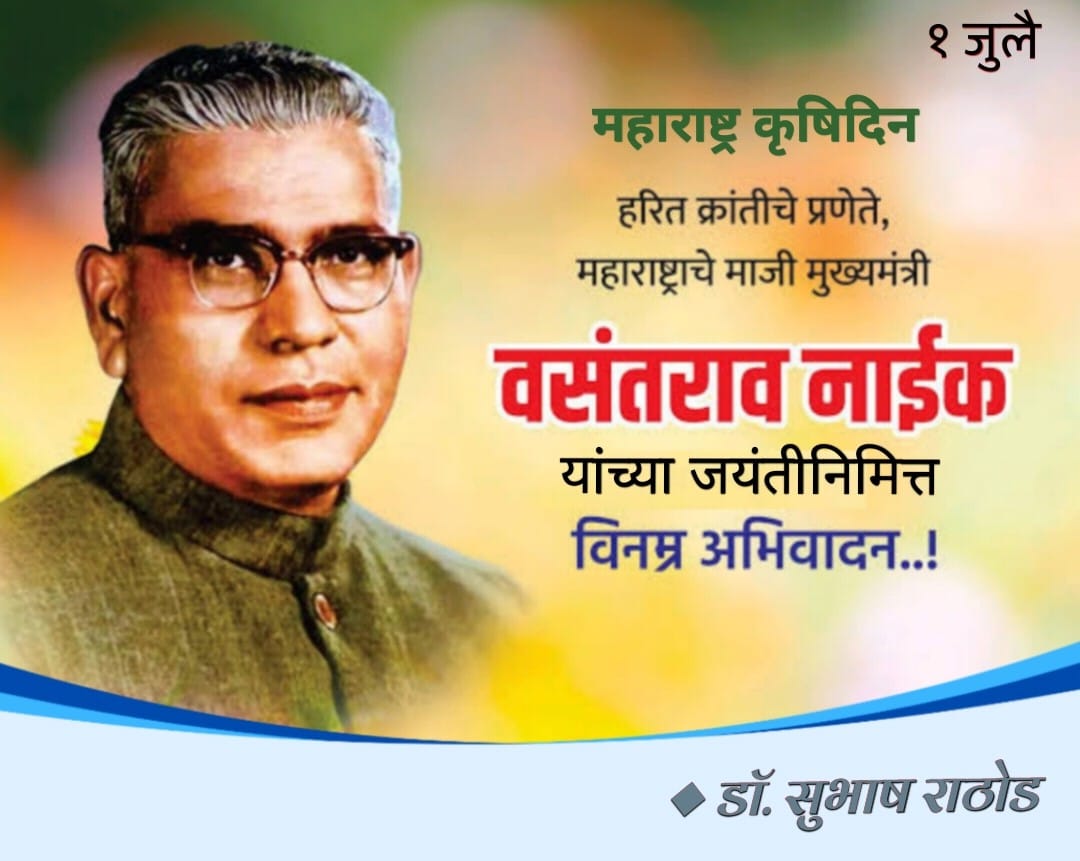 १ जुलै
महाराष्ट्र कृषिदिन
हरित क्रांतीचे प्रणेते,
महाराष्ट्राचे माजी मुख्यमंत्री
वसंतराव नाईक
यांच्या जयंतीनिमित्त
विनम्र अभिवादन..!
◆ डॉ. सुभाष राठोड